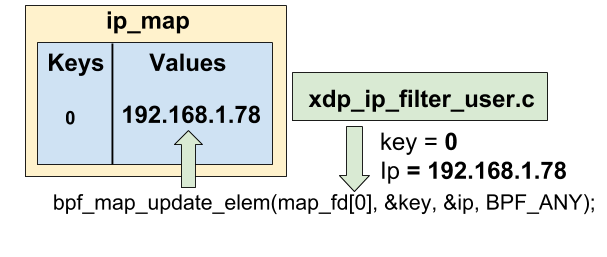 ip_map
Keys Values
0 192.168.1.78
xdp_ip_filter_user.c
key = 0
Ip = 192.168.1.78
bpf_map_update_elem(map_fd[0], &key, &ip, BPF_ANY);